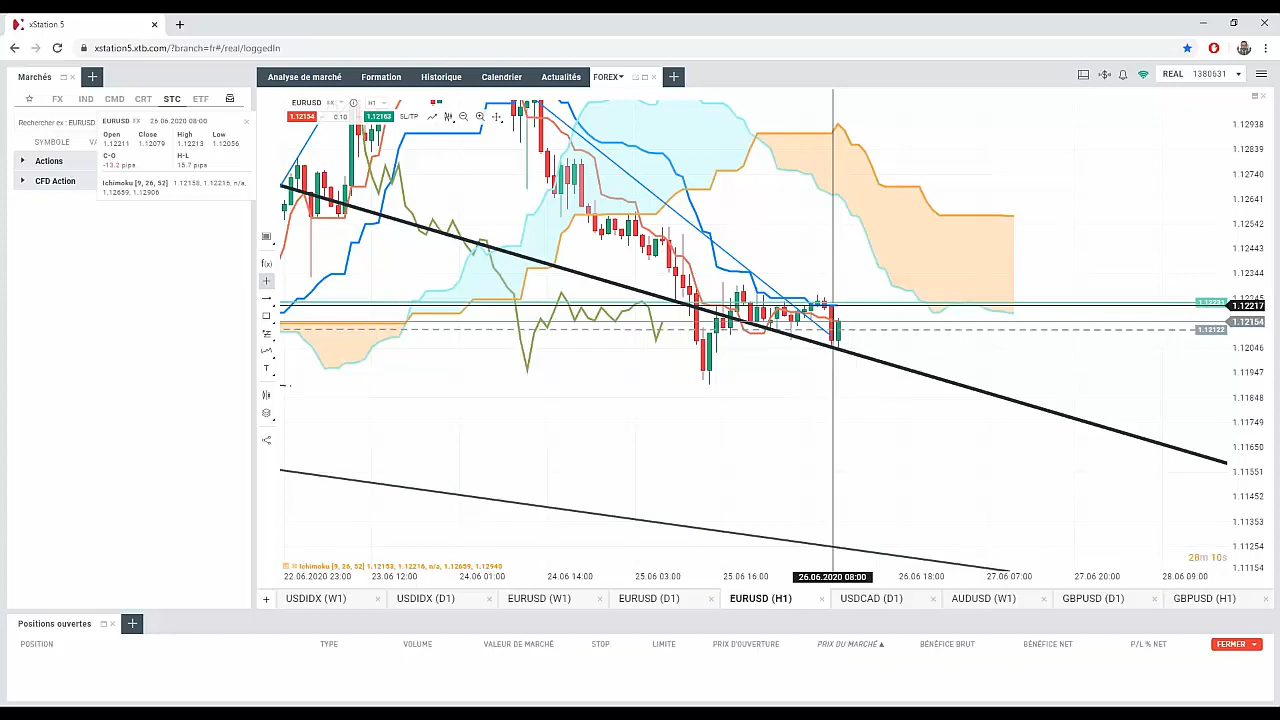 xStation 5
xstation5.xtb.com/?branch=fr#/real/loggedIn
Marchés
Analyse de marché Formation Historique Calendrier Actualités FOREX
REAL 1380631
FX IND CMD CRT STC ETF
Rechercher ex : EURUSD
SYMBOLE
Actions
CFD Action
EURUSD FX 26.06.2020 08:00
Open Close High Low
1.12211 1.12079 1.12213 1.12056
C-O H-L
-13.2 pips 15.7 pips
Ichimoku [9, 26, 52] 1.12158, 1.12216, n/a,
1.12659, 1.12906
EURUSD FX H1
1.12154 0.10 1.12163 SL/TP
f(x)
T
1.12938
1.12839
1.12740
1.12641
1.12542
1.12443
1.12344
1.12245
1.12217
1.12154
1.12122
1.12046
1.11947
1.11848
1.11749
1.11650
1.11551
1.11452
1.11353
1.11254
1.11154
28m 10s
Ichimoku [9, 26, 52] 1.12153, 1.12216, n/a, 1.12659, 1.12940
22.06.2020 23:00 23.06 12:00 24.06 01:00 24.06 14:00 25.06 03:00 25.06 16:00 26.06.2020 08:00 26.06 18:00 27.06 07:00 27.06 20:00 28.06 09:00
USDIDX (W1) USDIDX (D1) EURUSD (W1) EURUSD (D1) EURUSD (H1) USDCAD (D1) AUDUSD (W1) GBPUSD (D1) GBPUSD (H1)
Positions ouvertes
POSITION TYPE VOLUME VALEUR DE MARCHÉ STOP LIMITE PRIX D'OUVERTURE PRIX DU MARCHÉ ▲ BÉNÉFICE BRUT BÉNÉFICE NET P/L % NET FERMER